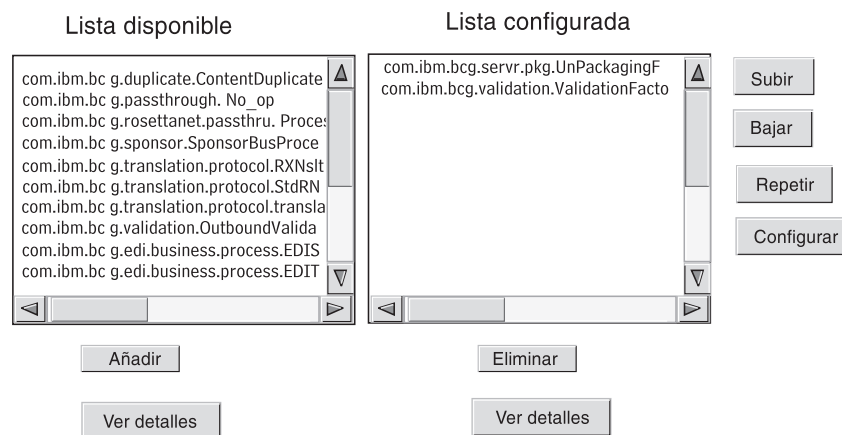 Lista disponible
Lista configurada
com.ibm.bc g.duplicate.ContentDuplicate
com.ibm.bc g.passthrough. No_op
com.ibm.bc g.rosettanet.passthru. Proces
com.ibm.bc g.sponsor.SponsorBusProce
com.ibm.bc g.translation.protocol.RXNslt
com.ibm.bc g.translation.protocol.StdRN
com.ibm.bc g.translation.protocol.transla
com.ibm.bc g.validation.OutboundValida
com.ibm.bc g.edi.business.process.EDIS
com.ibm.bc g.edi.business.process.EDIT
com.ibm.bcg.servr.pkg.UnPackagingF
com.ibm.bcg.validation.ValidationFacto
Subir
Bajar
Repetir
Configurar
Añadir
Eliminar
Ver detalles
Ver detalles